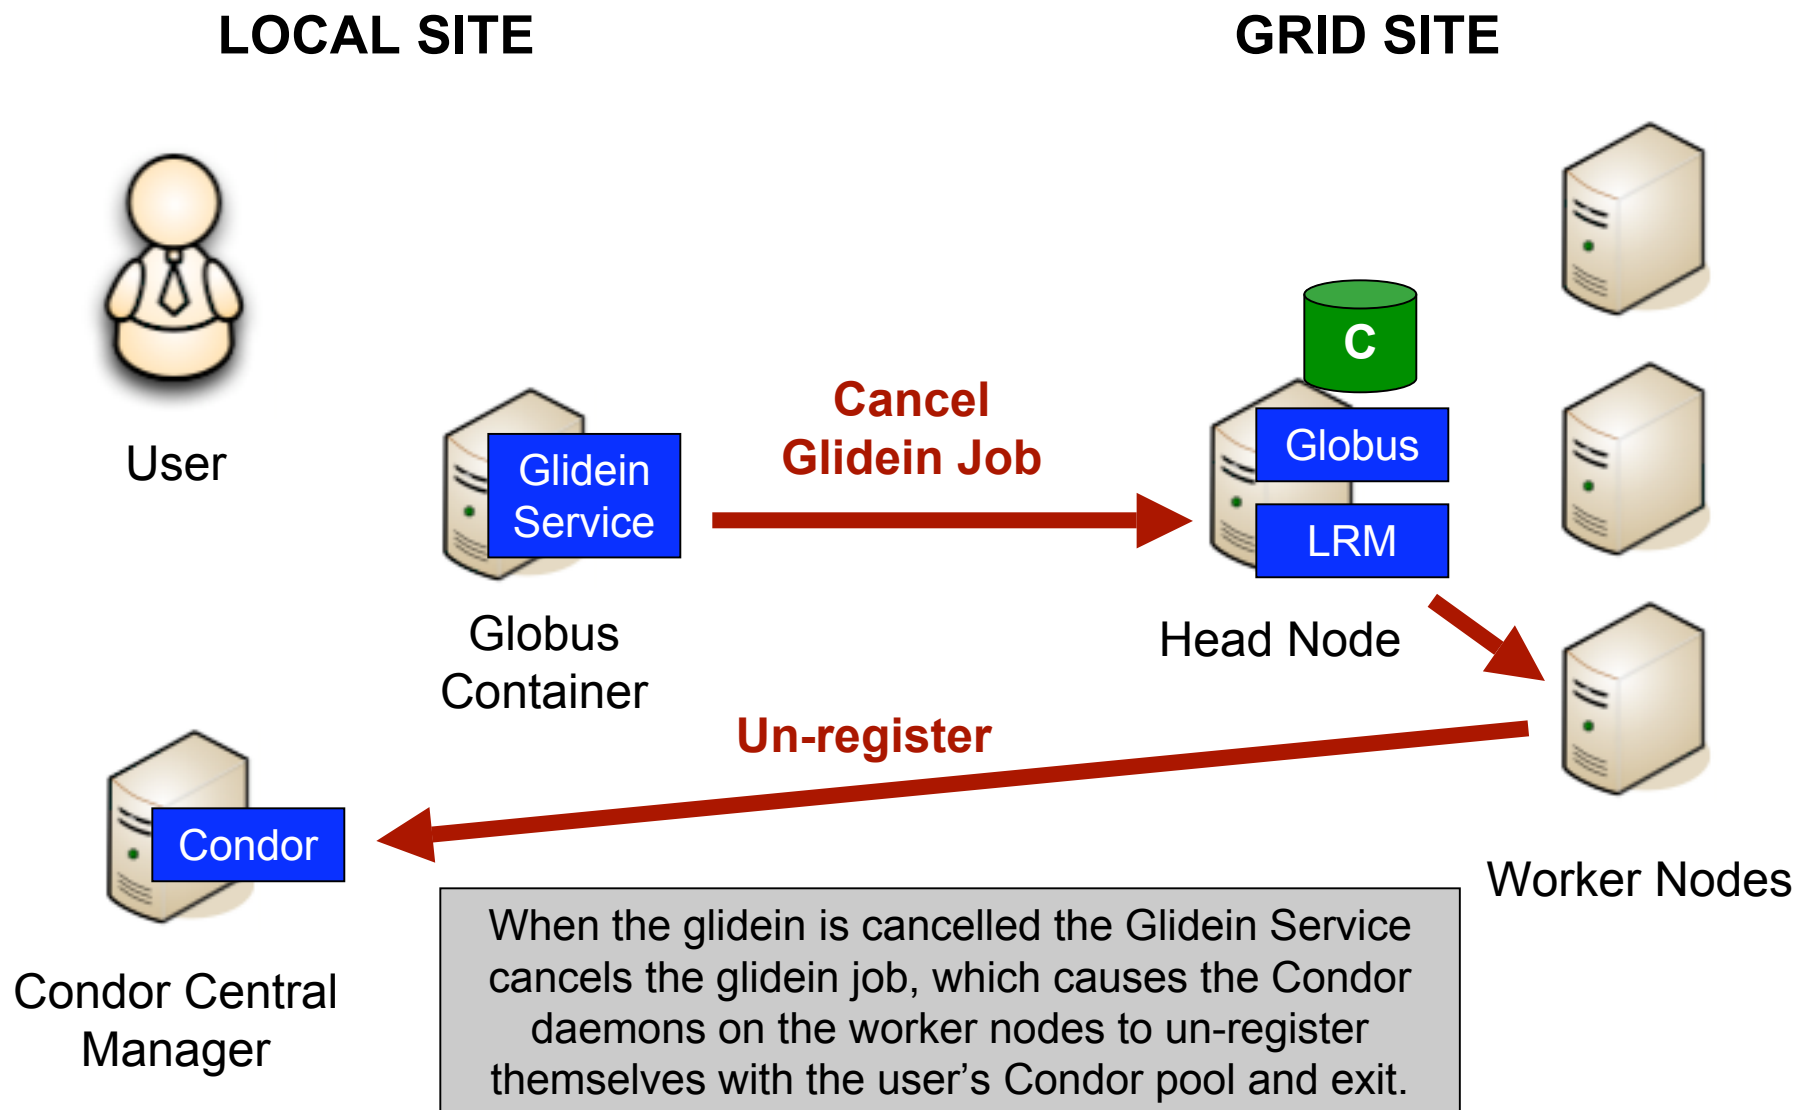 LOCAL SITE
GRID SITE
User
Glidein
Service
Globus
Container
Cancel
Glidein Job
C
Globus
LRM
Head Node
Un-register
Condor
Condor Central
Manager
Worker Nodes
When the glidein is cancelled the Glidein Service
cancels the glidein job, which causes the Condor
daemons on the worker nodes to un-register
themselves with the user’s Condor pool and exit.